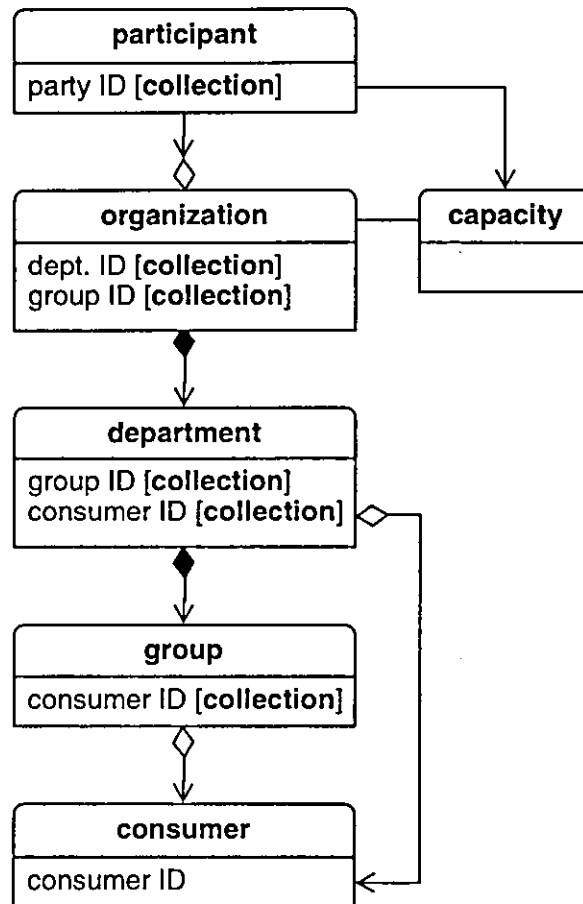 participant
party ID [collection]
organization
capacity
dept. ID [collection]
group ID [collection]
department
group ID [collection]
consumer ID [collection]
group
consumer ID [collection]
consumer
consumer ID